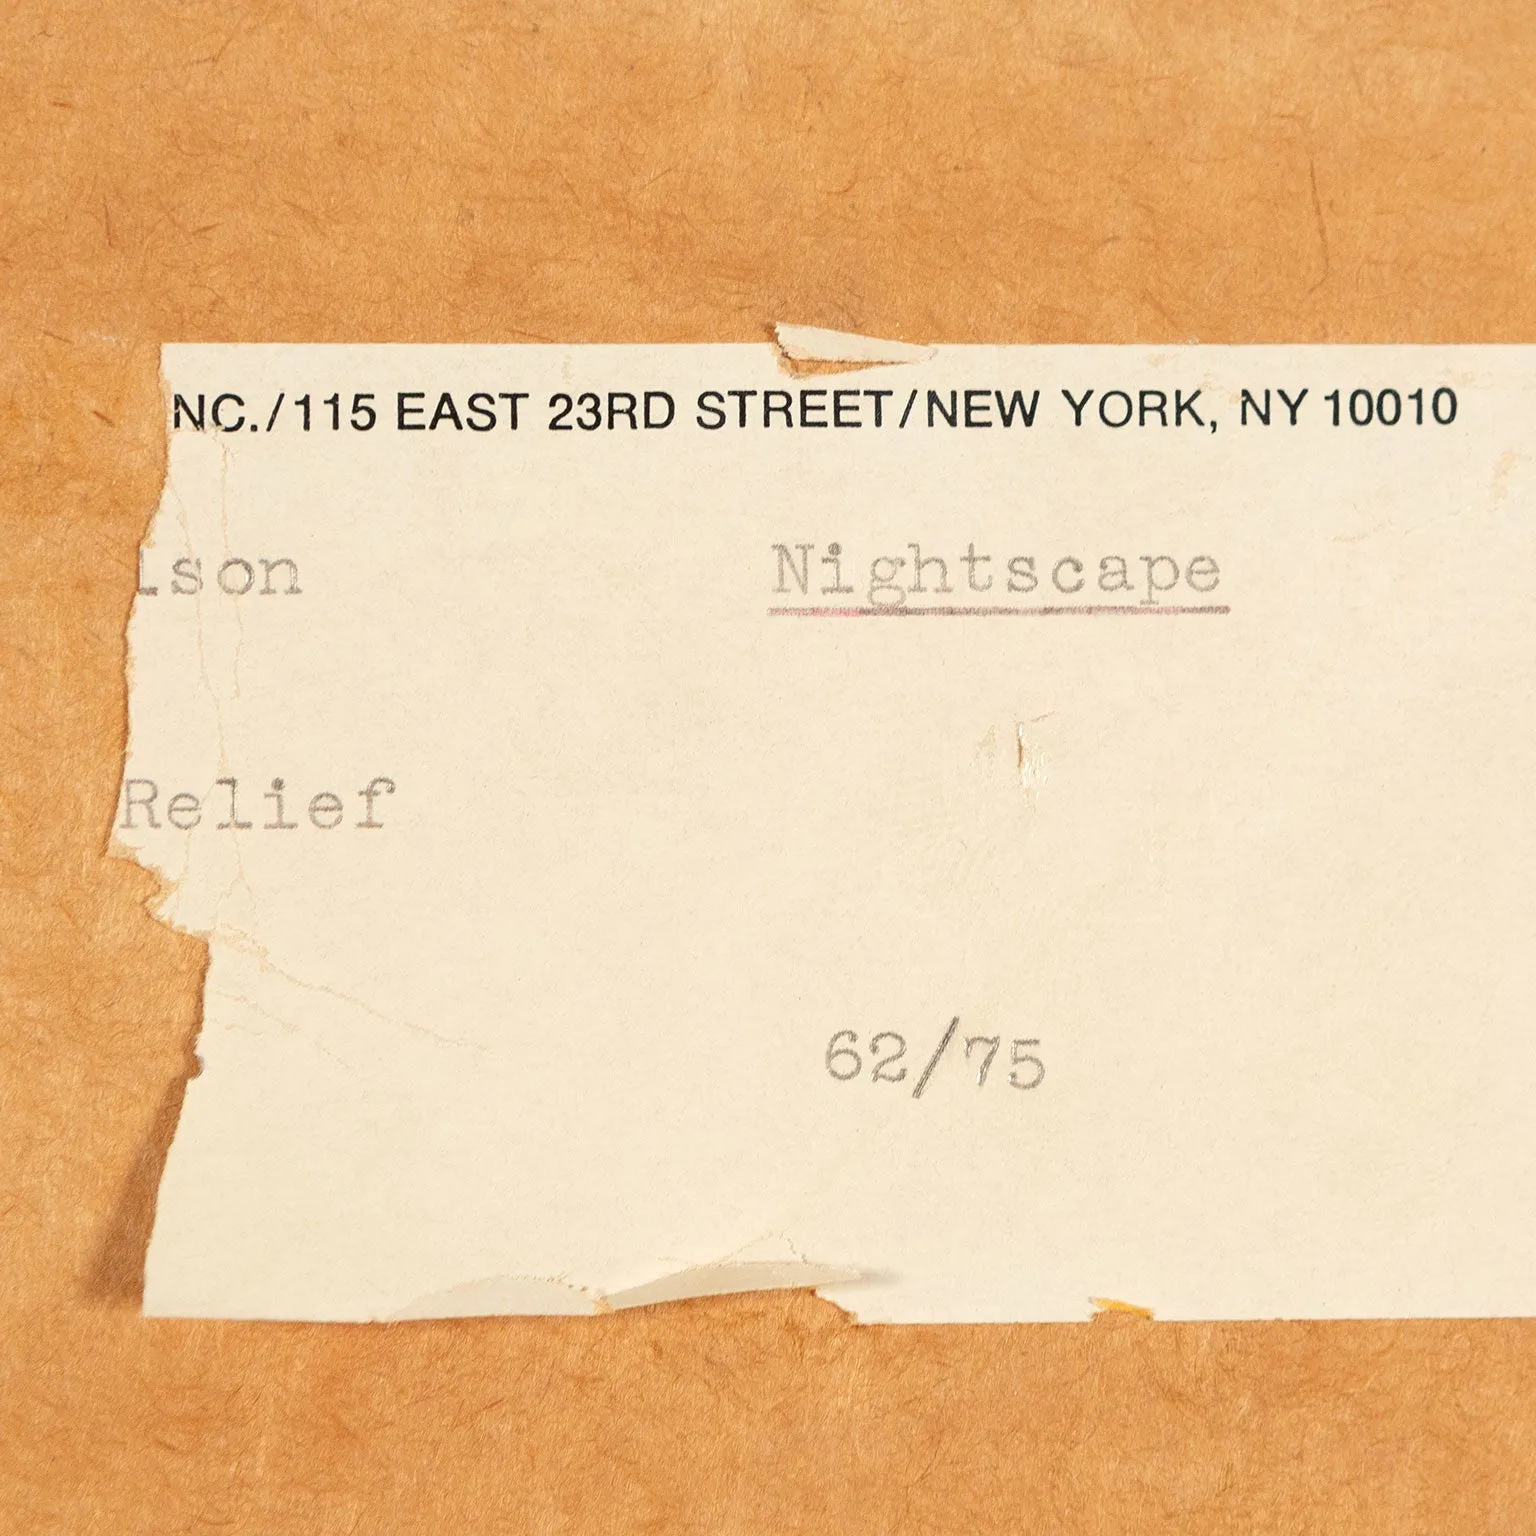 NC./115 EAST 23RD STREET/NEW YORK, NY 10010
lson Nightscape
Relief
62/75